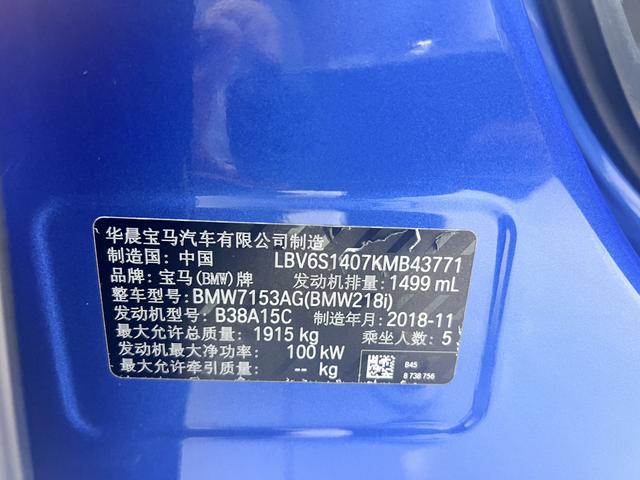 华晨宝马汽车有限公司制造
制造国: 中国 LBV6S1407KMB43771
品牌: 宝马(BMW)牌 发动机排量: 1499 mL
整车型号: BMW7153AG(BMW218i)
发动机型号: B38A15C 制造年月: 2018-11
最大允许总质量: 1915 kg 乘坐人数: 5
发动机最大净功率: 100 kW
最大允许牵引质量: -- kg
B45
8 738 756